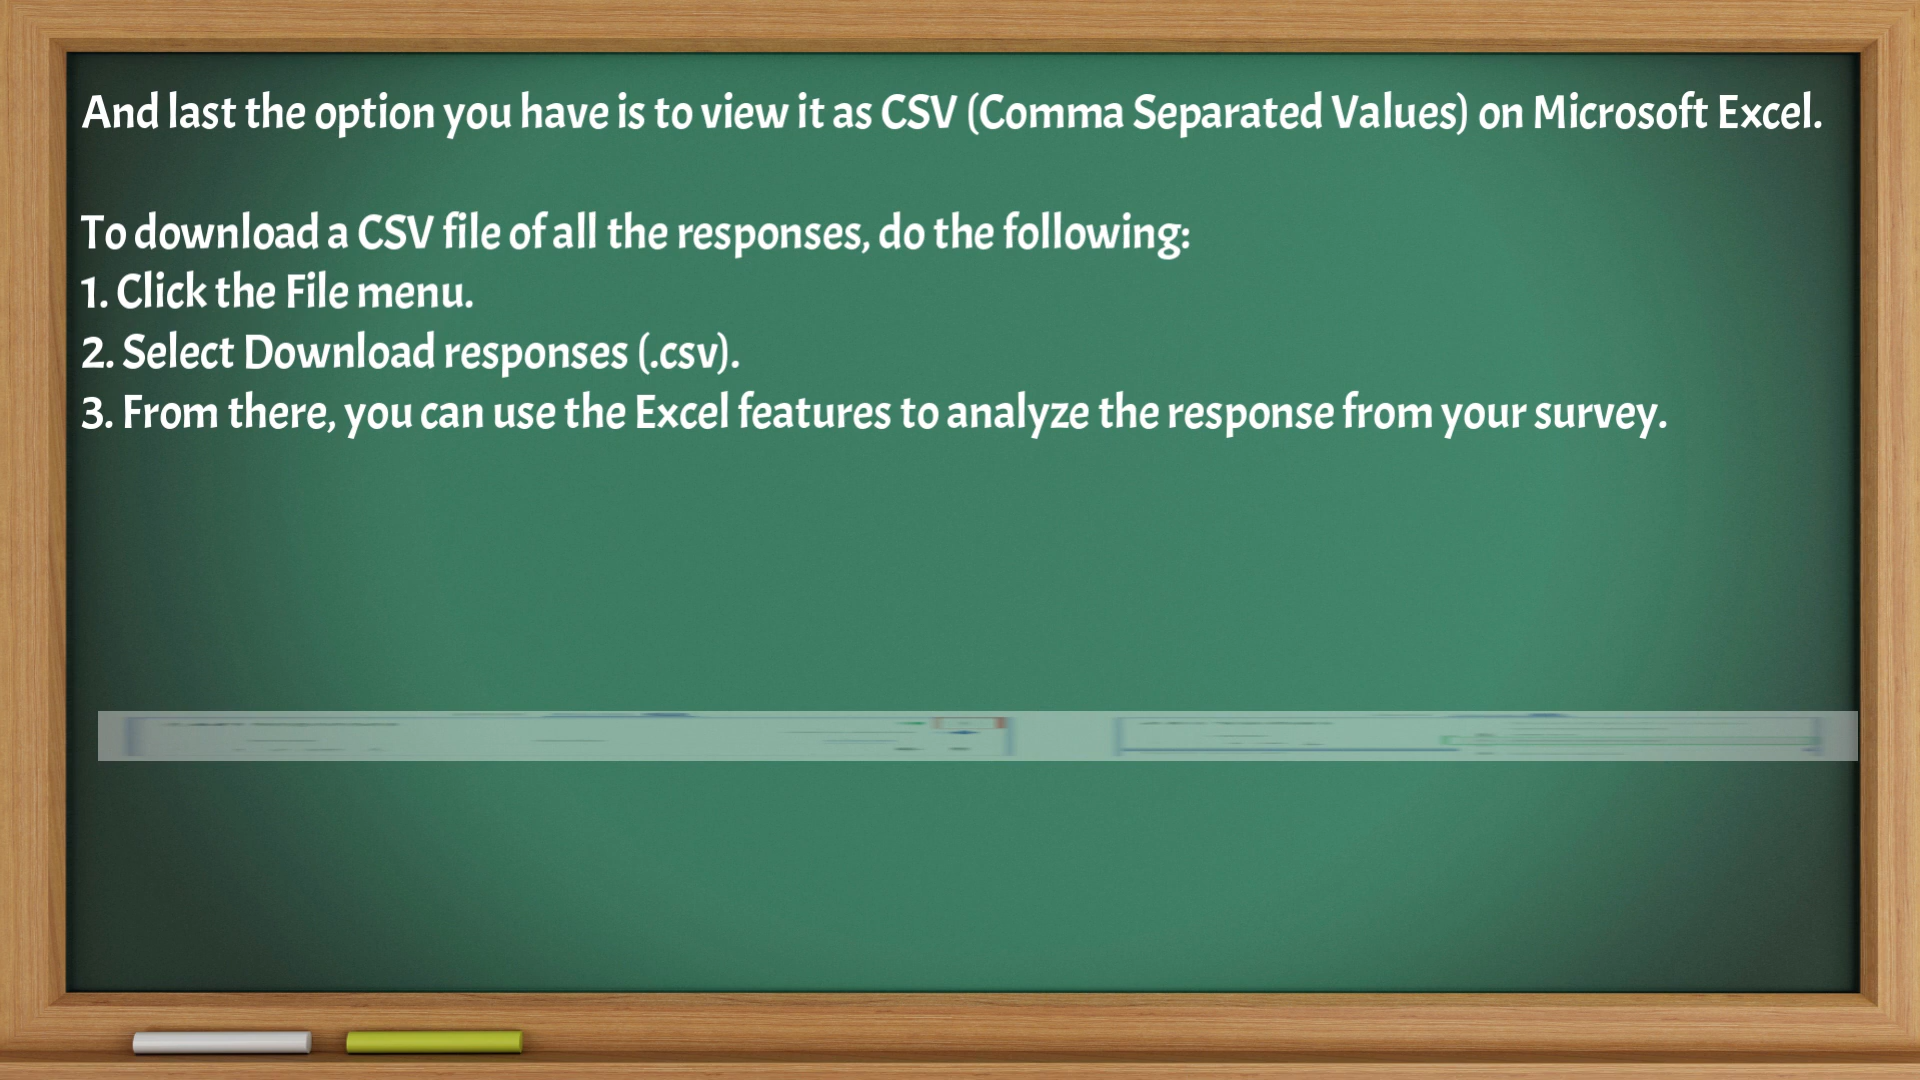 And last the option you have is to view it as CSV (Comma Separated Values) on Microsoft Excel.
To download a CSV file of all the responses, do the following:
1. Click the File menu.
2. Select Download responses (.csv).
3. From there, you can use the Excel features to analyze the response from your survey.